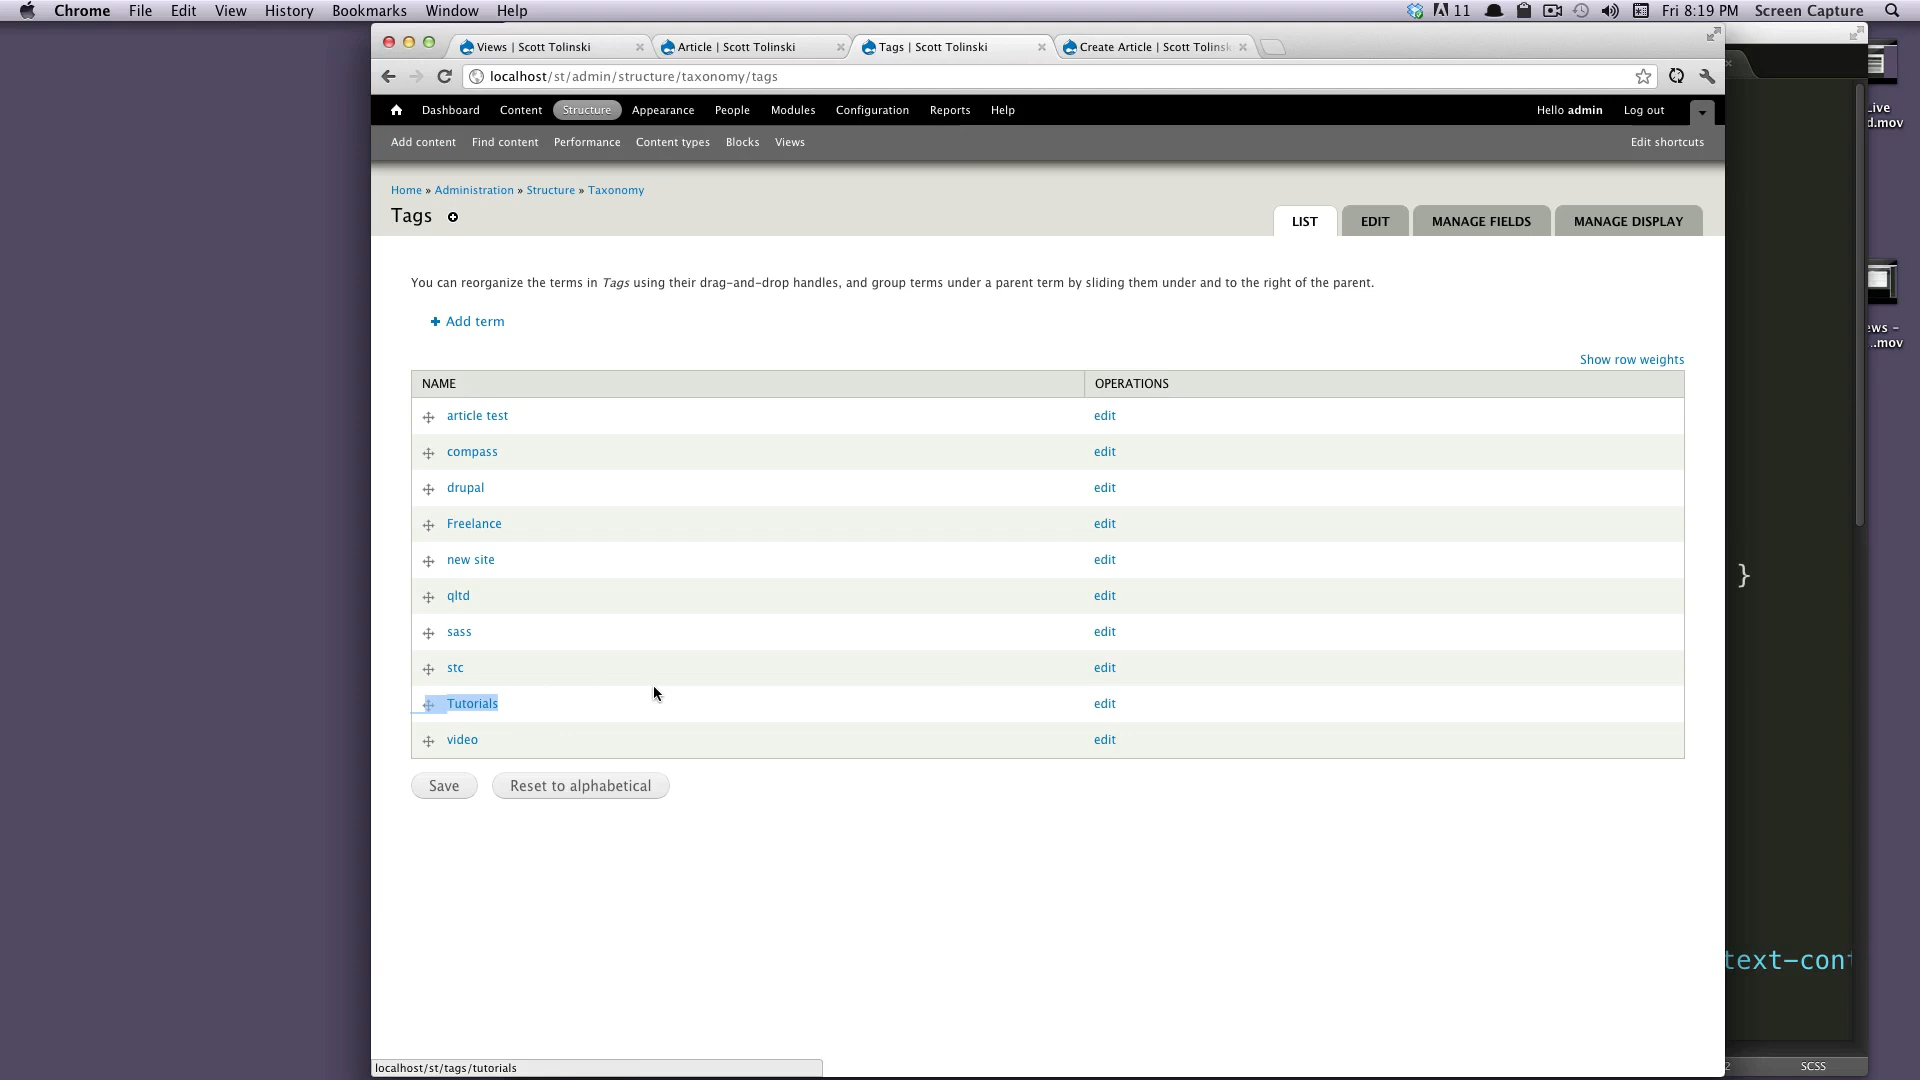 Chrome File Edit View History Bookmarks Window Help 11 Fri 8:19 PM Screen Capture
Views | Scott Tolinski Article | Scott Tolinski Tags | Scott Tolinski Create Article | Scott Tolinsk
localhost/st/admin/structure/taxonomy/tags
Dashboard Content Structure Appearance People Modules Configuration Reports Help Hello admin Log out
Add content Find content Performance Content types Blocks Views Edit shortcuts
Home » Administration » Structure » Taxonomy
Tags
LIST EDIT MANAGE FIELDS MANAGE DISPLAY
You can reorganize the terms in Tags using their drag-and-drop handles, and group terms under a parent term by sliding them under and to the right of the parent.
Add term
Show row weights
NAME OPERATIONS
article test edit
compass edit
drupal edit
Freelance edit
new site edit
qltd edit
sass edit
stc edit
Tutorials edit
video edit
Save Reset to alphabetical
localhost/st/tags/tutorials
}
text-cont
2 SCSS
Live
d.mov
ews -
...mov